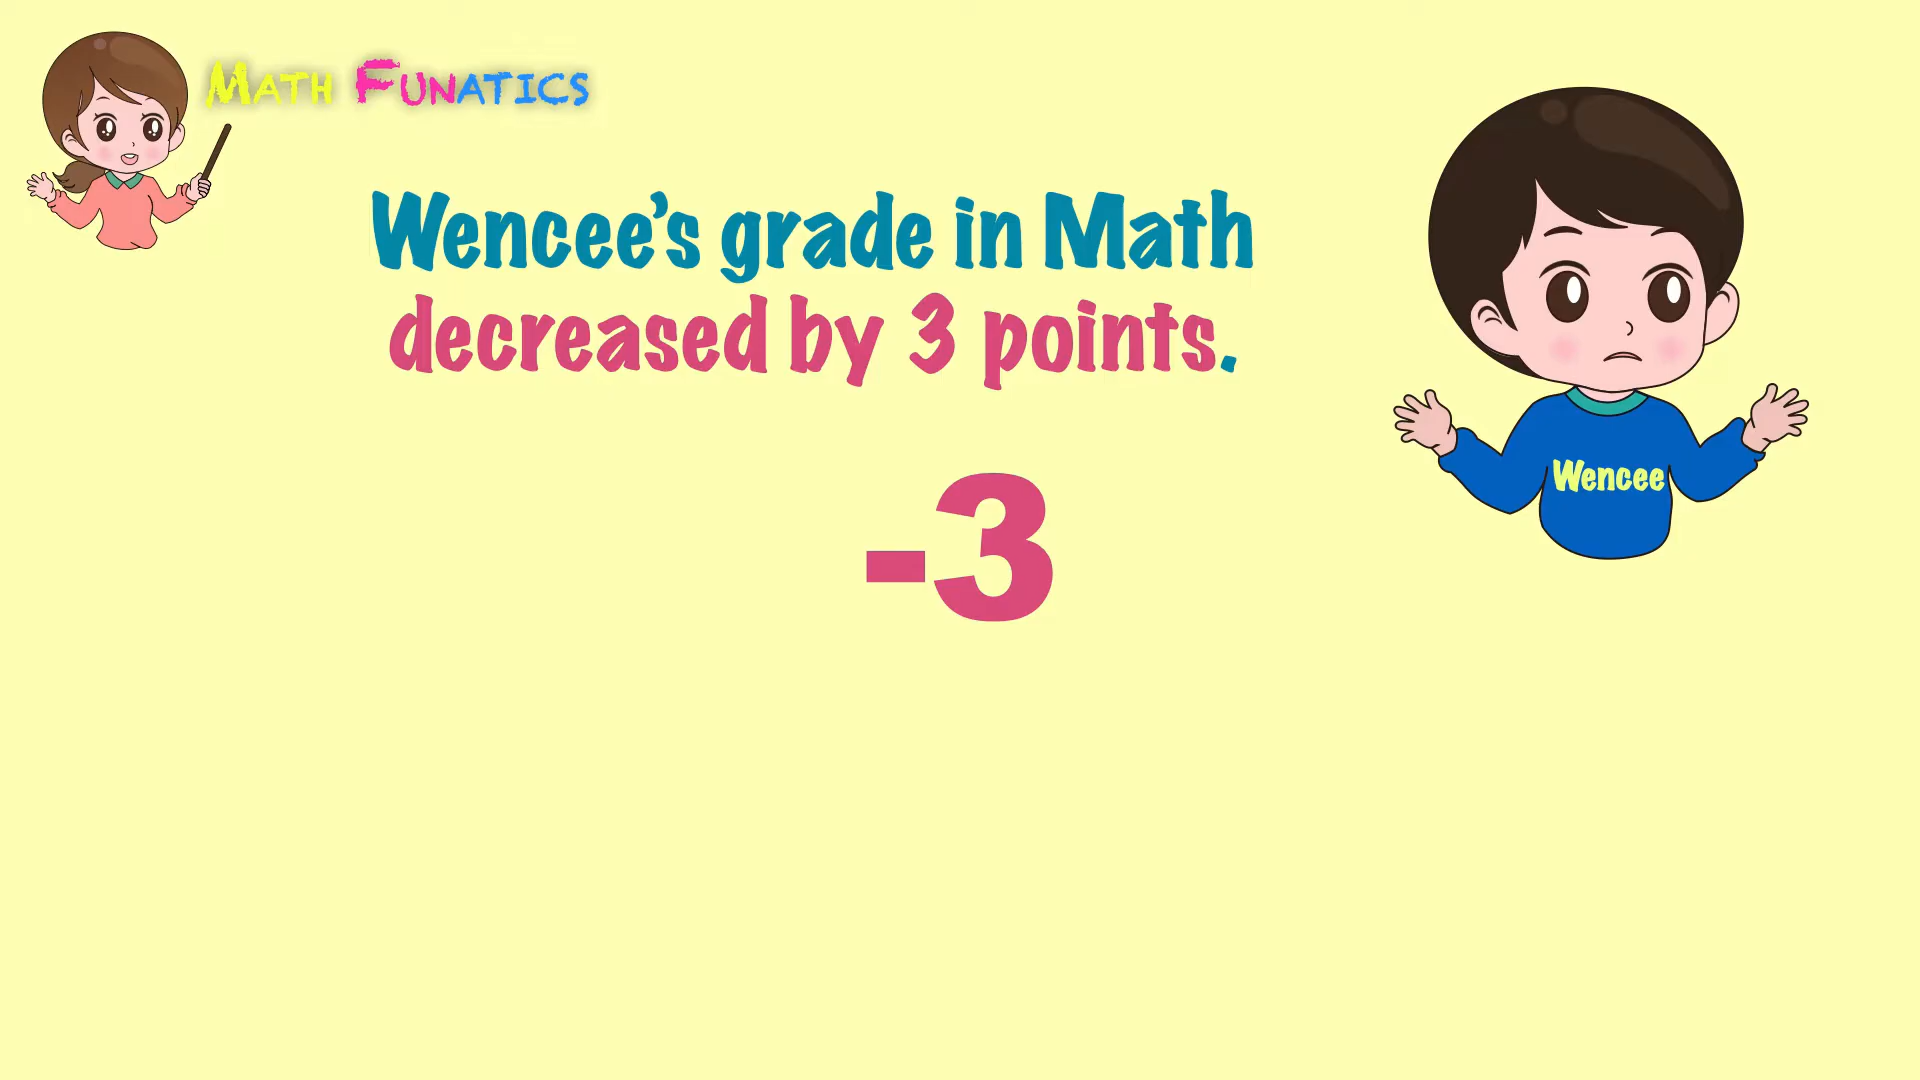 MATH FUNATICS
Wencee's grade in Math
decreased by 3 points.
Wencee
-3